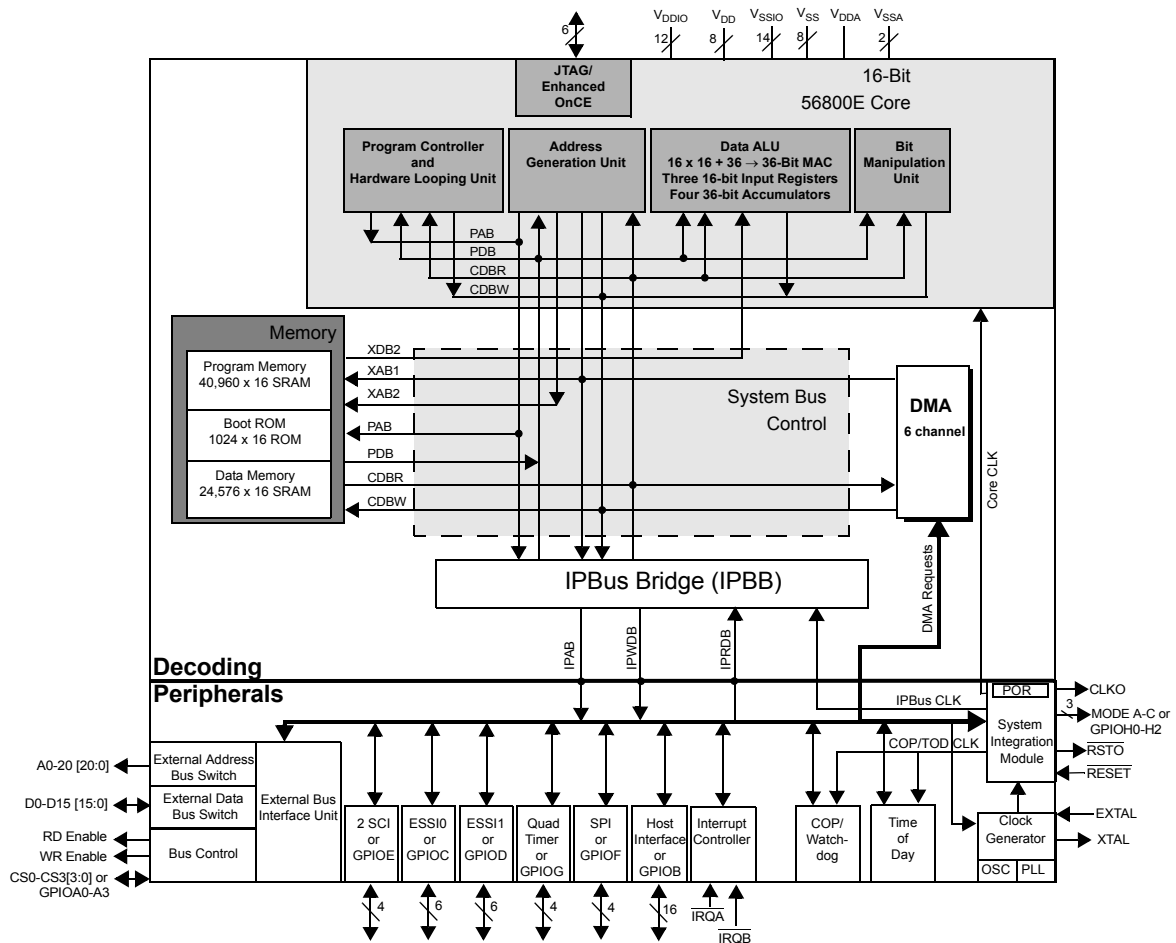 6
VDDIO
VDD
VSSIO
VSS
VDDA
VSSA
12
8
14
8
2
JTAG/
Enhanced
OnCE
16-Bit
56800E Core
Program Controller
and
Hardware Looping Unit
Address
Generation Unit
Data ALU
16 x 16 + 36 → 36-Bit MAC
Three 16-bit Input Registers
Four 36-bit Accumulators
Bit
Manipulation
Unit
PAB
PDB
CDBR
CDBW
Memory
Program Memory
40,960 x 16 SRAM
Boot ROM
1024 x 16 ROM
Data Memory
24,576 x 16 SRAM
XDB2
XAB1
XAB2
PAB
PDB
CDBR
CDBW
System Bus
Control
DMA
6 channel
Core CLK
DMA Requests
IPBus Bridge (IPBB)
IPAB
IPWDB
IPRDB
Decoding
Peripherals
IPBus CLK
COP/TOD CLK
POR
System
Integration
Module
CLKO
3
MODE A-C or
GPIOH0-H2
RSTO
RESET
EXTAL
XTAL
Clock
Generator
OSC
PLL
A0-20 [20:0]
D0-D15 [15:0]
RD Enable
WR Enable
CS0-CS3[3:0] or
GPIOA0-A3
External Address
Bus Switch
External Data
Bus Switch
Bus Control
External Bus
Interface Unit
2 SCI
or
GPIOE
ESSI0
or
GPIOC
ESSI1
or
GPIOD
Quad
Timer
or
GPIOG
SPI
or
GPIOF
Host
Interface
or
GPIOB
Interrupt
Controller
COP/
Watch-
dog
Time
of
Day
4
6
6
4
4
16
IRQA
IRQB